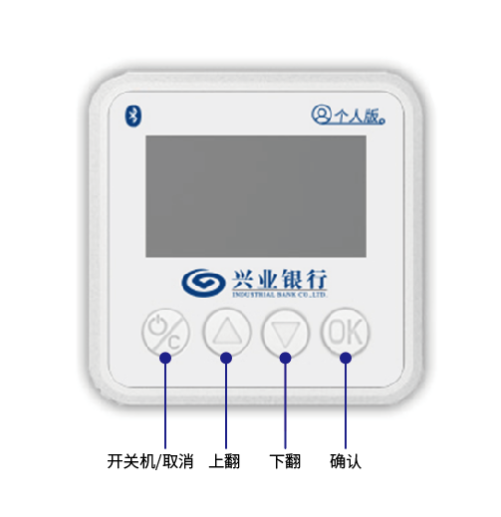 个人版
兴业银行
INDUSTRIAL BANK CO.,LTD.
C
OK
开关机/取消 上翻 下翻 确认